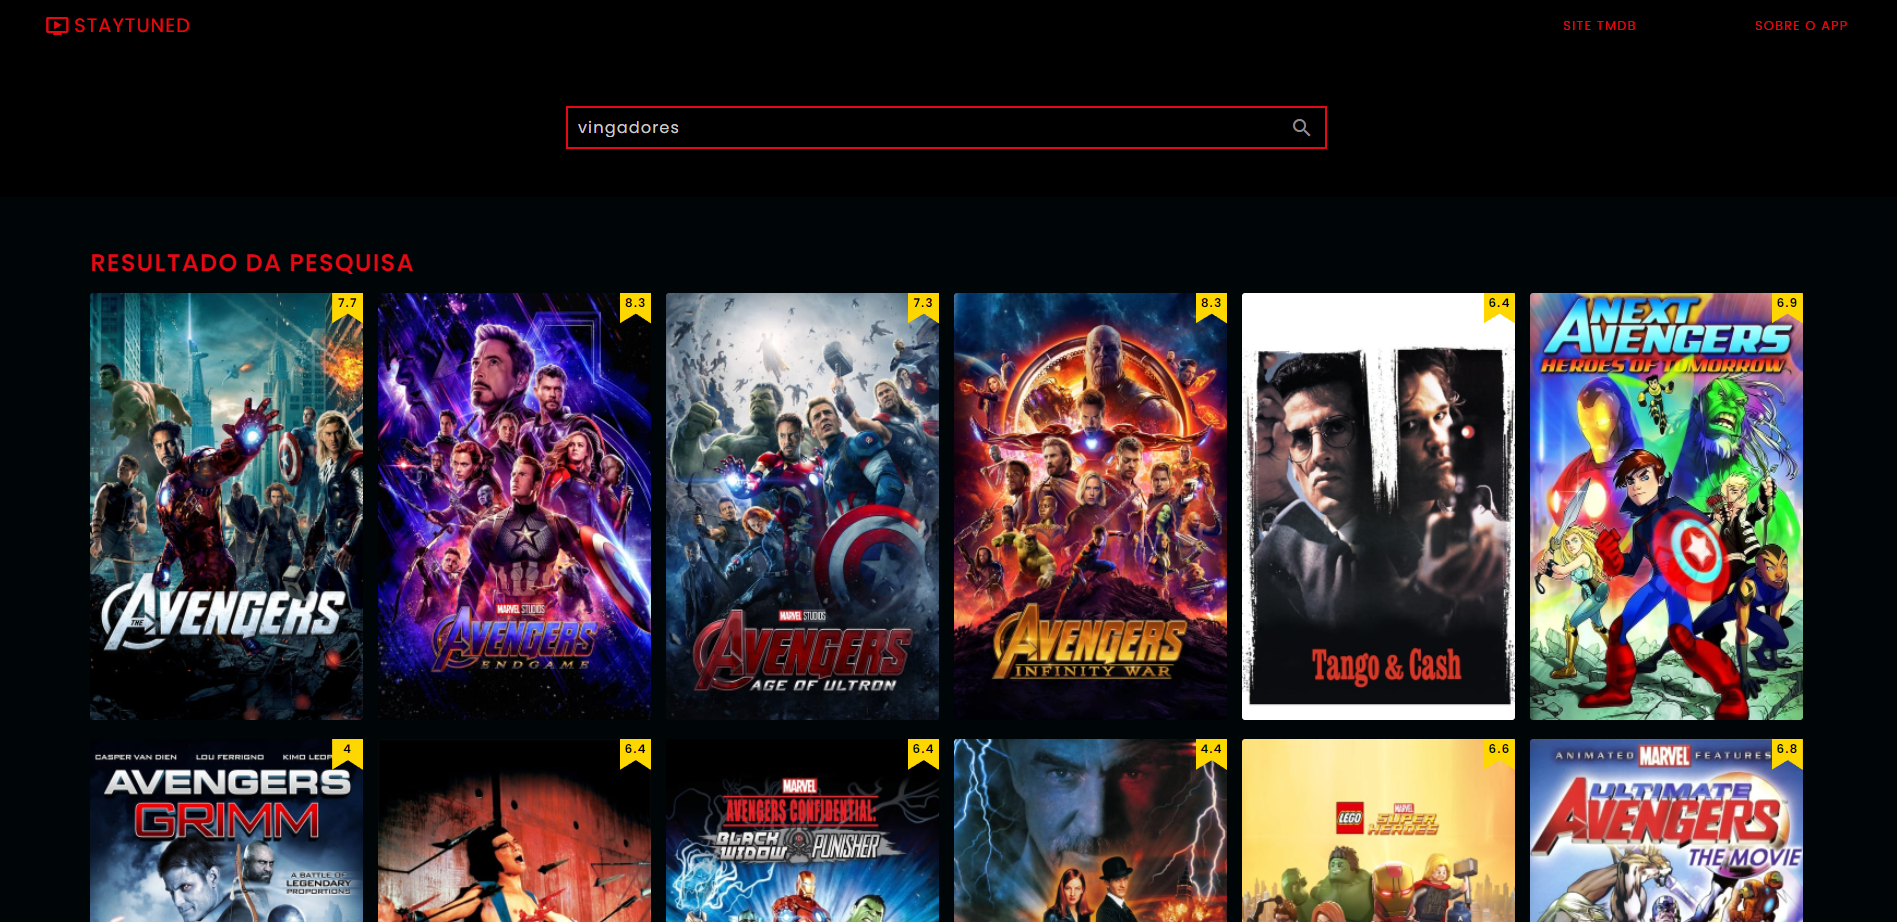 STAYTUNED
SITE TMDB
SOBRE O APP
vingadores
RESULTADO DA PESQUISA
7.7
THE AVENGERS
8.3
MARVEL STUDIOS
AVENGERS
ENDGAME
7.3
MARVEL STUDIOS
AVENGERS
AGE OF ULTRON
8.3
AVENGERS
INFINITY WAR
6.4
Tango & Cash
6.9
NEXT
AVENGERS
HEROES OF TOMORROW
4
CASPER VAN DIEN LOU FERRIGNO KIMO
AVENGERS
GRIMM
A BATTLE OF
LEGENDARY
PROPORTIONS
6.4
6.4
MARVEL
AVENGERS CONFIDENTIAL:
BLACK WIDOW PUNISHER
4.4
6.6
LEGO MARVEL
SUPER HEROES
6.8
ANIMATED MARVEL FEATURES
ULTIMATE
AVENGERS
THE MOVIE